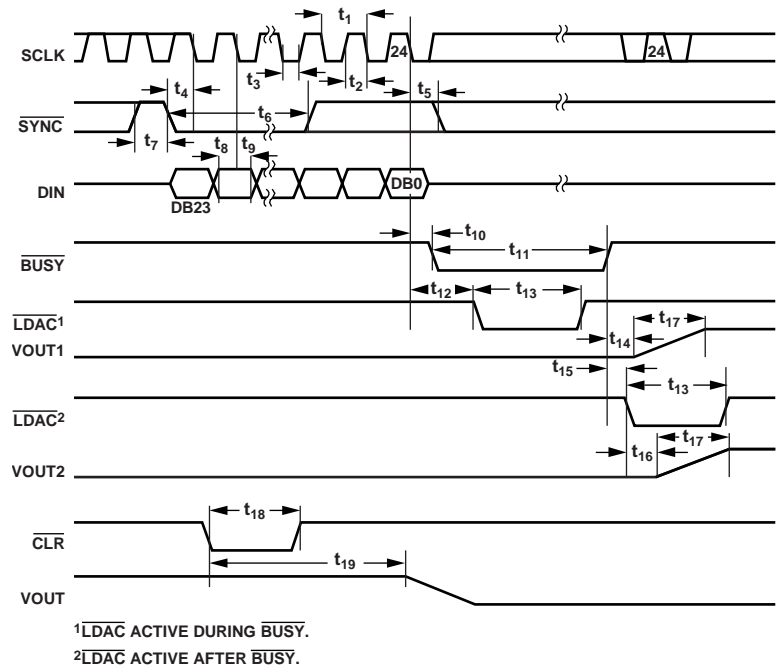 t1
SCLK
24
24
t3
t2
t4
t5
SYNC
t6
t7
t8
t9
DIN
DB23
DB0
t10
BUSY
t11
t12
t13
LDAC1
t17
t14
VOUT1
t15
t13
LDAC2
t17
t16
VOUT2
t18
CLR
t19
VOUT
1LDAC ACTIVE DURING BUSY.
2LDAC ACTIVE AFTER BUSY.